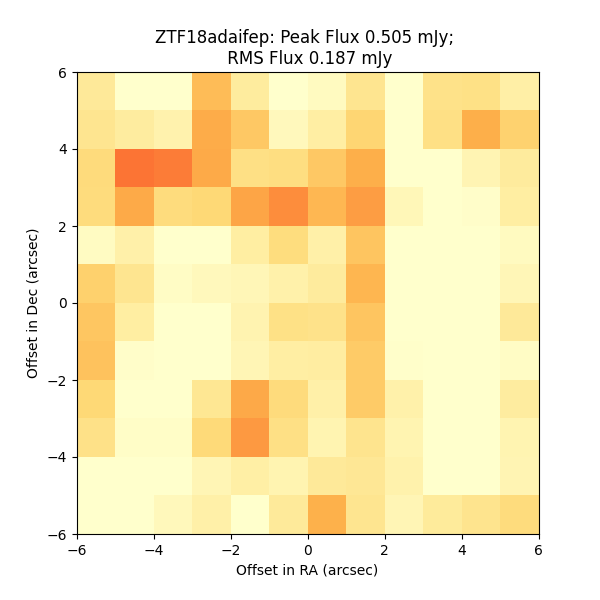 ZTF18adaifep: Peak Flux 0.505 mJy;
RMS Flux 0.187 mJy
6
4
2
0
−2
−4
−6
Offset in Dec (arcsec)
−6 −4 −2 0 2 4 6
Offset in RA (arcsec)